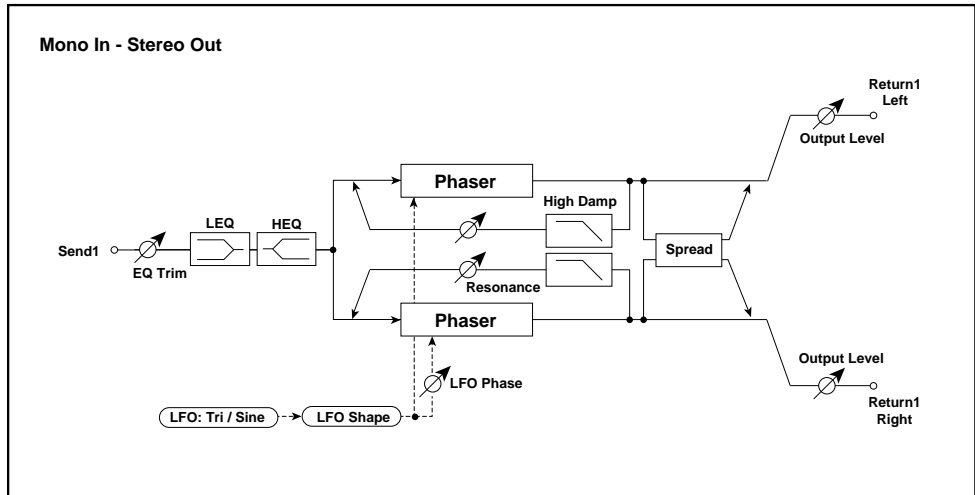 Mono In - Stereo Out
Return1
Left
Output Level
Phaser
High Damp
LEQ
HEQ
Send1
EQ Trim
Spread
Resonance
Phaser
Output Level
LFO Phase
Return1
Right
LFO: Tri / Sine
LFO Shape